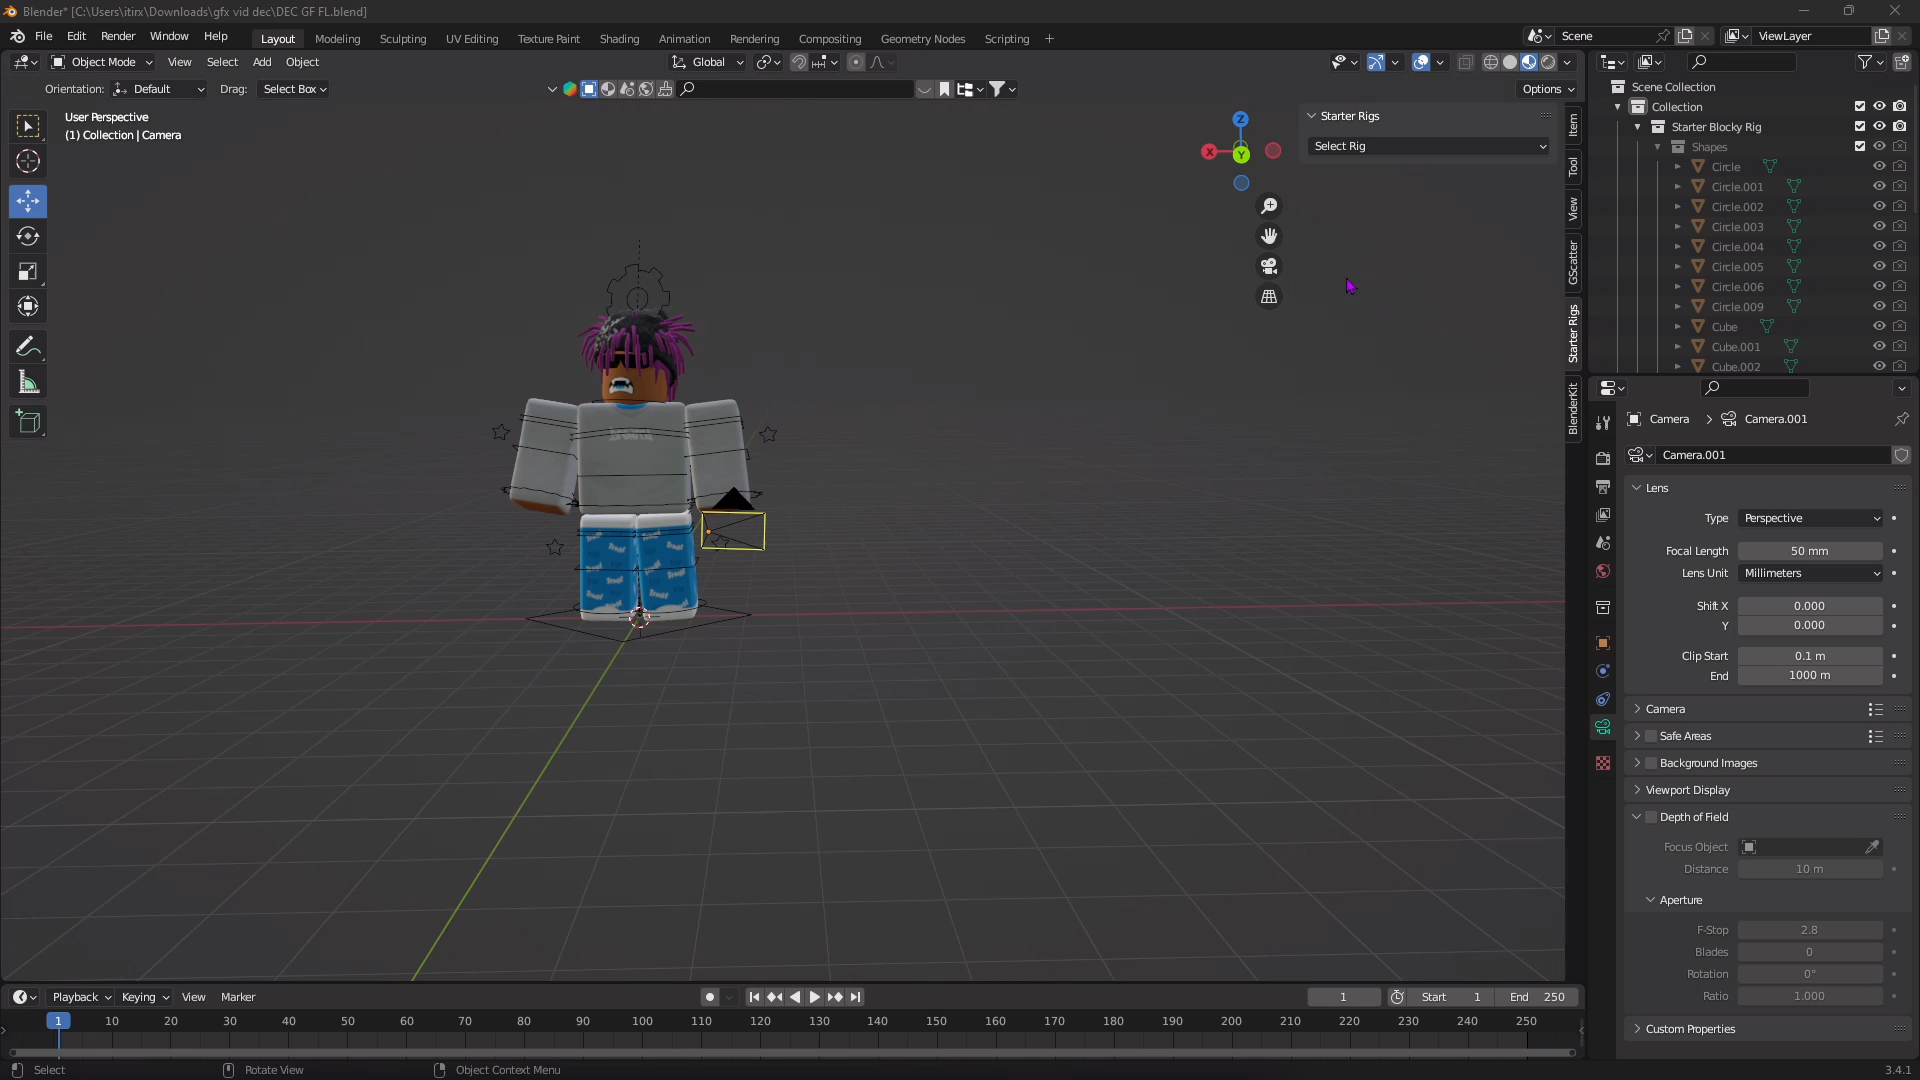 Blender* [C:\Users\itirx\Downloads\gfx vid dec\DEC GF FL.blend]
File Edit Render Window Help
Layout Modeling Sculpting UV Editing Texture Paint Shading Animation Rendering Compositing Geometry Nodes Scripting +
Scene
ViewLayer
Object Mode View Select Add Object
Global
Orientation: Default Drag: Select Box
Options
User Perspective
(1) Collection | Camera
Z
X
Y
Starter Rigs
Select Rig
Item
Tool
View
GScatter
Starter Rigs
BlenderKit
Scene Collection
Collection
Starter Blocky Rig
Shapes
Circle
Circle.001
Circle.002
Circle.003
Circle.004
Circle.005
Circle.006
Circle.009
Cube
Cube.001
Cube.002
Camera > Camera.001
Camera.001
Lens
Type Perspective
Focal Length 50 mm
Lens Unit Millimeters
Shift X 0.000
Y 0.000
Clip Start 0.1 m
End 1000 m
Camera
Safe Areas
Background Images
Viewport Display
Depth of Field
Focus Object
Distance 10 m
Aperture
F-Stop 2.8
Blades 0
Rotation 0°
Ratio 1.000
Custom Properties
Playback Keying View Marker
1 Start 1 End 250
1 10 20 30 40 50 60 70 80 90 100 110 120 130 140 150 160 170 180 190 200 210 220 230 240 250
Select Rotate View Object Context Menu
3.4.1